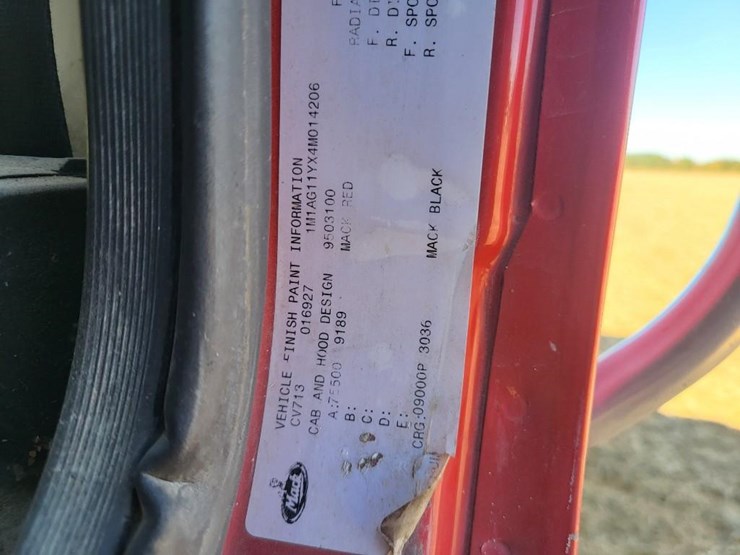 VEHICLE FINISH PAINT INFORMATION
CV713 016927 1M1AG11YX4M014206
CAB AND HOOD DESIGN 9503100
A: 9189 MACK RED
B:
C:
D:
E:
CRG:09000P 3036 MACK BLACK
RADIA
F. D
R. D
F. SPO
R. SPO
Mack